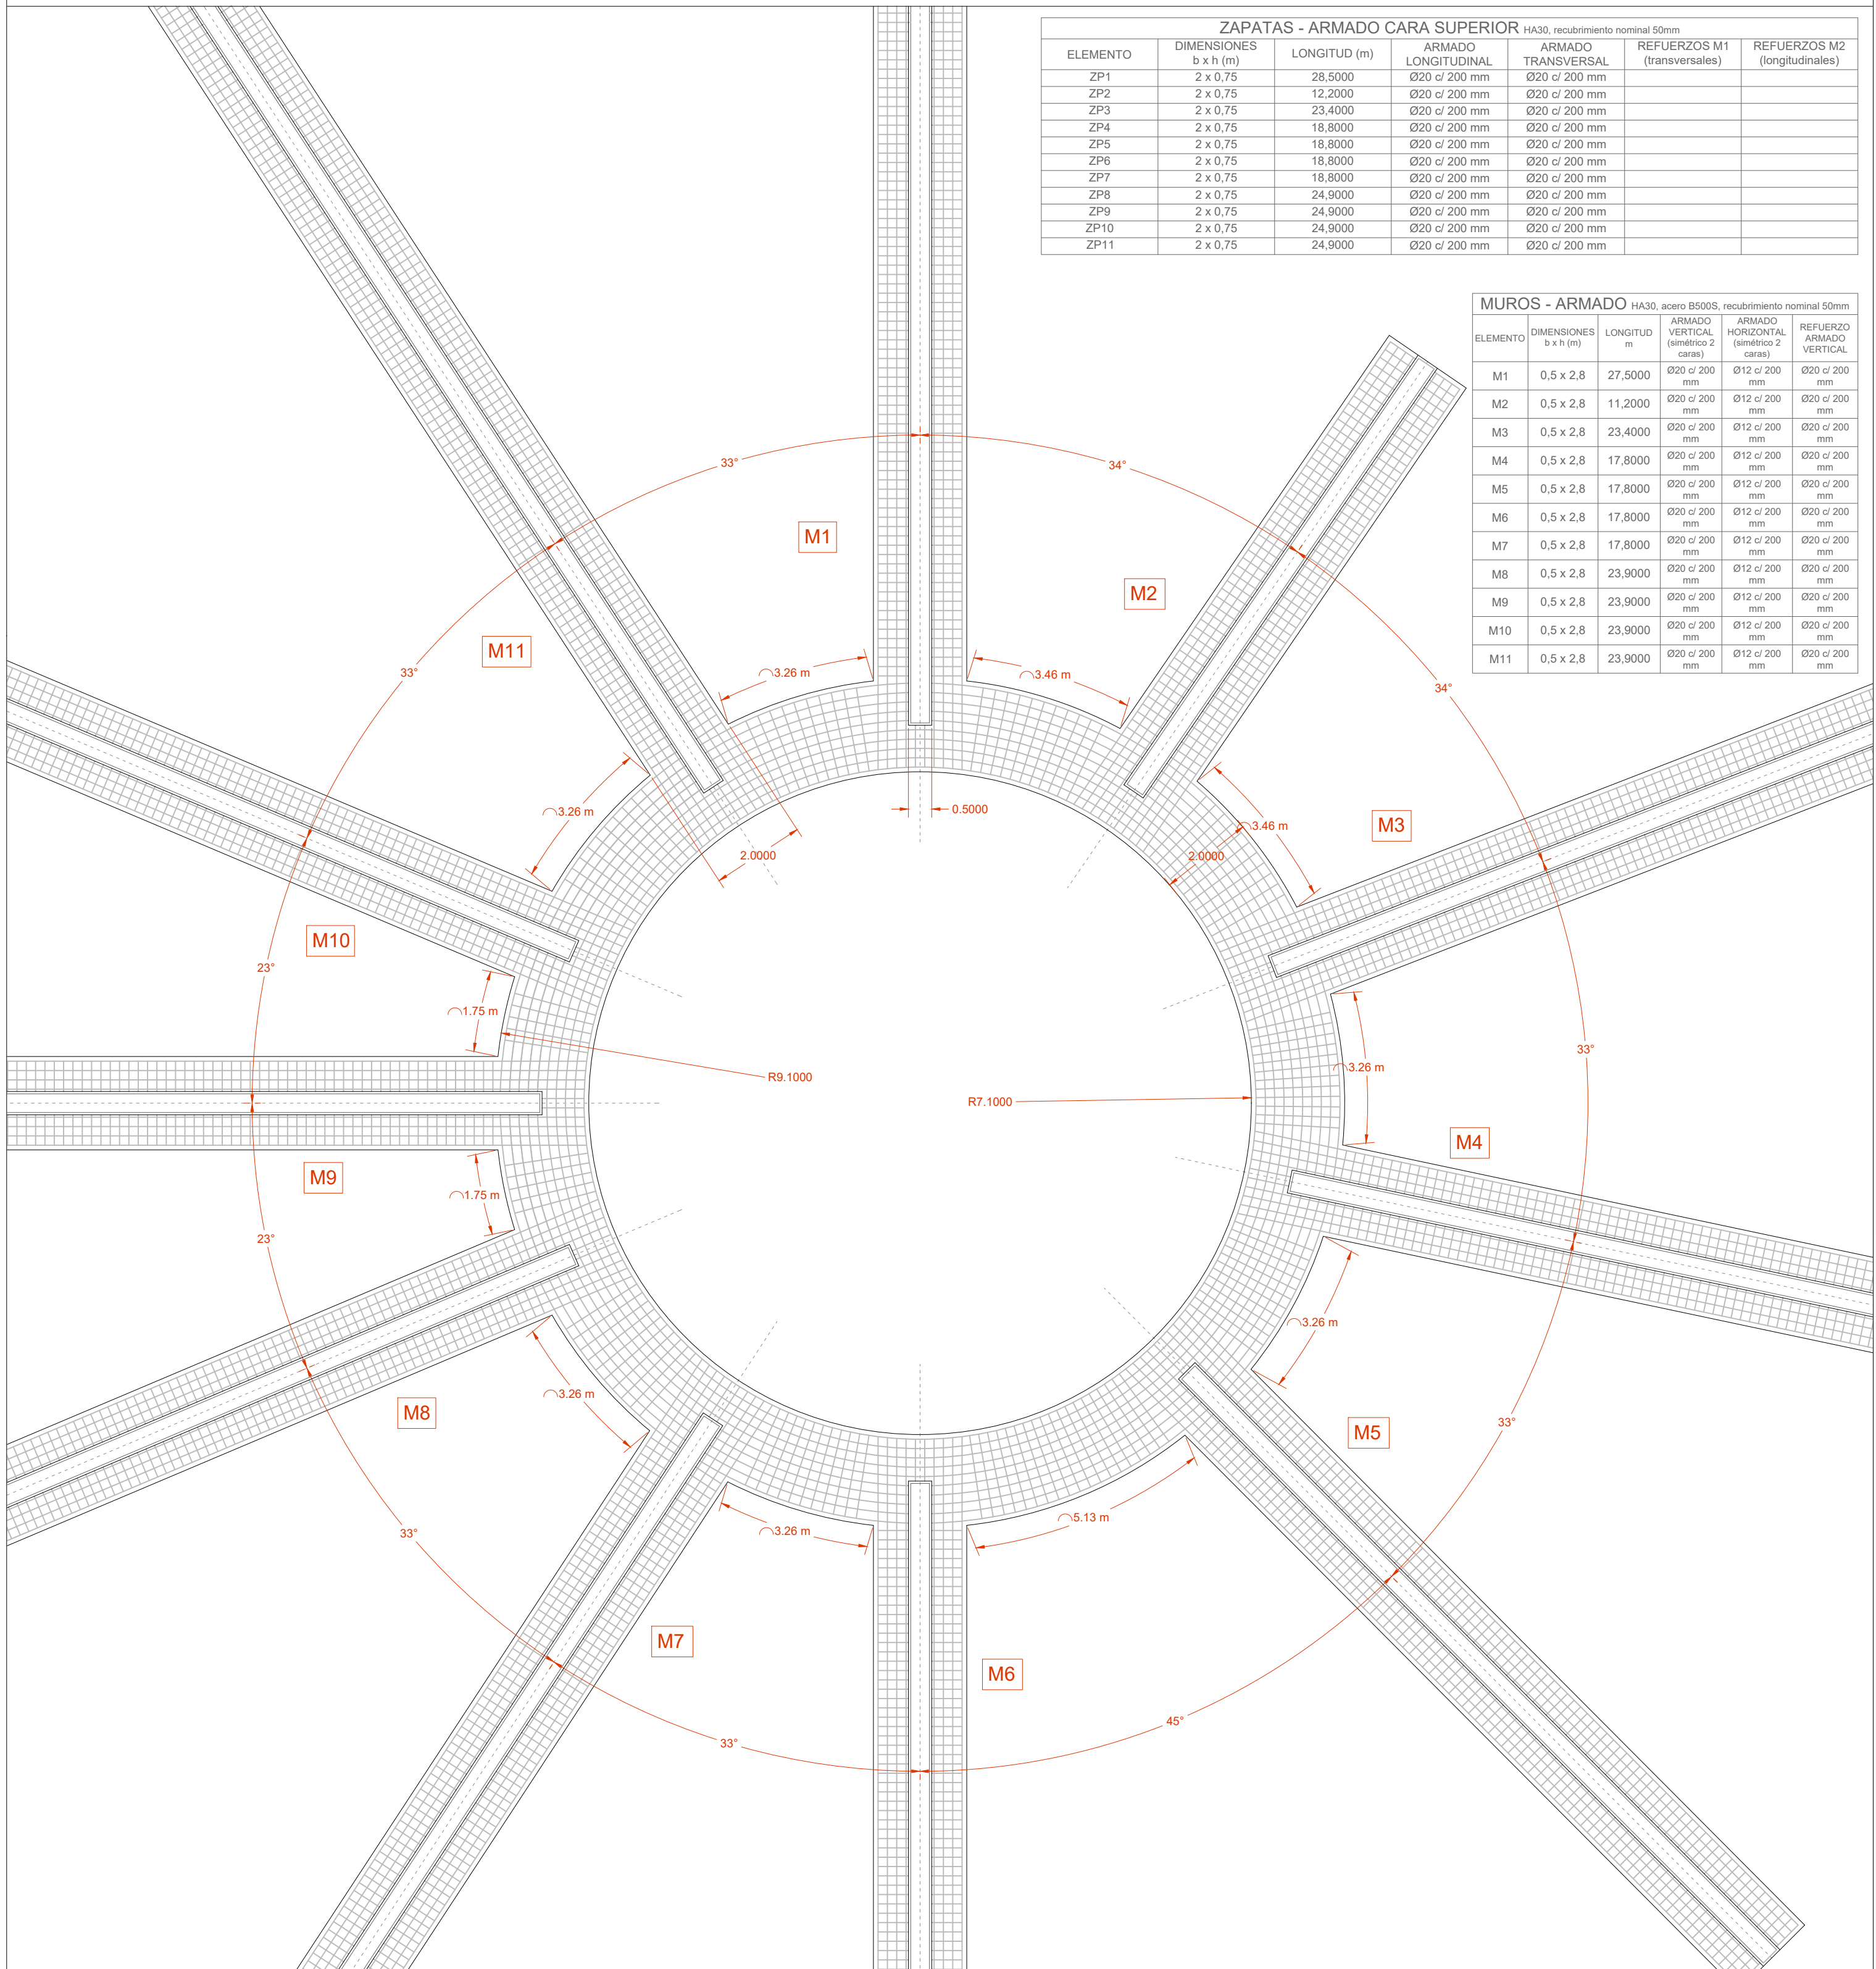 ZAPATAS - ARMADO CARA SUPERIOR HA30, recubrimiento nominal 50mm
ELEMENTO DIMENSIONES b x h (m) LONGITUD (m) ARMADO LONGITUDINAL ARMADO TRANSVERSAL REFUERZOS M1 (transversales) REFUERZOS M2 (longitudinales)
ZP1 2 x 0,75 28,5000 Ø20 c/ 200 mm Ø20 c/ 200 mm
ZP2 2 x 0,75 12,2000 Ø20 c/ 200 mm Ø20 c/ 200 mm
ZP3 2 x 0,75 23,4000 Ø20 c/ 200 mm Ø20 c/ 200 mm
ZP4 2 x 0,75 18,8000 Ø20 c/ 200 mm Ø20 c/ 200 mm
ZP5 2 x 0,75 18,8000 Ø20 c/ 200 mm Ø20 c/ 200 mm
ZP6 2 x 0,75 18,8000 Ø20 c/ 200 mm Ø20 c/ 200 mm
ZP7 2 x 0,75 18,8000 Ø20 c/ 200 mm Ø20 c/ 200 mm
ZP8 2 x 0,75 24,9000 Ø20 c/ 200 mm Ø20 c/ 200 mm
ZP9 2 x 0,75 24,9000 Ø20 c/ 200 mm Ø20 c/ 200 mm
ZP10 2 x 0,75 24,9000 Ø20 c/ 200 mm Ø20 c/ 200 mm
ZP11 2 x 0,75 24,9000 Ø20 c/ 200 mm Ø20 c/ 200 mm
MUROS - ARMADO HA30, acero B500S, recubrimiento nominal 50mm
ELEMENTO DIMENSIONES b x h (m) LONGITUD m ARMADO VERTICAL (simétrico 2 caras) ARMADO HORIZONTAL (simétrico 2 caras) REFUERZO ARMADO VERTICAL
M1 0,5 x 2,8 27,5000 Ø20 c/ 200 mm Ø12 c/ 200 mm Ø20 c/ 200 mm
M2 0,5 x 2,8 11,2000 Ø20 c/ 200 mm Ø12 c/ 200 mm Ø20 c/ 200 mm
M3 0,5 x 2,8 23,4000 Ø20 c/ 200 mm Ø12 c/ 200 mm Ø20 c/ 200 mm
M4 0,5 x 2,8 17,8000 Ø20 c/ 200 mm Ø12 c/ 200 mm Ø20 c/ 200 mm
M5 0,5 x 2,8 17,8000 Ø20 c/ 200 mm Ø12 c/ 200 mm Ø20 c/ 200 mm
M6 0,5 x 2,8 17,8000 Ø20 c/ 200 mm Ø12 c/ 200 mm Ø20 c/ 200 mm
M7 0,5 x 2,8 17,8000 Ø20 c/ 200 mm Ø12 c/ 200 mm Ø20 c/ 200 mm
M8 0,5 x 2,8 23,9000 Ø20 c/ 200 mm Ø12 c/ 200 mm Ø20 c/ 200 mm
M9 0,5 x 2,8 23,9000 Ø20 c/ 200 mm Ø12 c/ 200 mm Ø20 c/ 200 mm
M10 0,5 x 2,8 23,9000 Ø20 c/ 200 mm Ø12 c/ 200 mm Ø20 c/ 200 mm
M11 0,5 x 2,8 23,9000 Ø20 c/ 200 mm Ø12 c/ 200 mm Ø20 c/ 200 mm
33°
34°
M1
M2
M11
33°
⌒3.26 m
⌒3.46 m
34°
⌒3.26 m
0.5000
⌒3.46 m
M3
2.0000
2.0000
M10
23°
⌒1.75 m
33°
⌒3.26 m
R9.1000
R7.1000
M4
M9
⌒1.75 m
23°
⌒3.26 m
⌒3.26 m
M8
33°
M5
⌒3.26 m
⌒5.13 m
33°
M7
M6
45°
33°